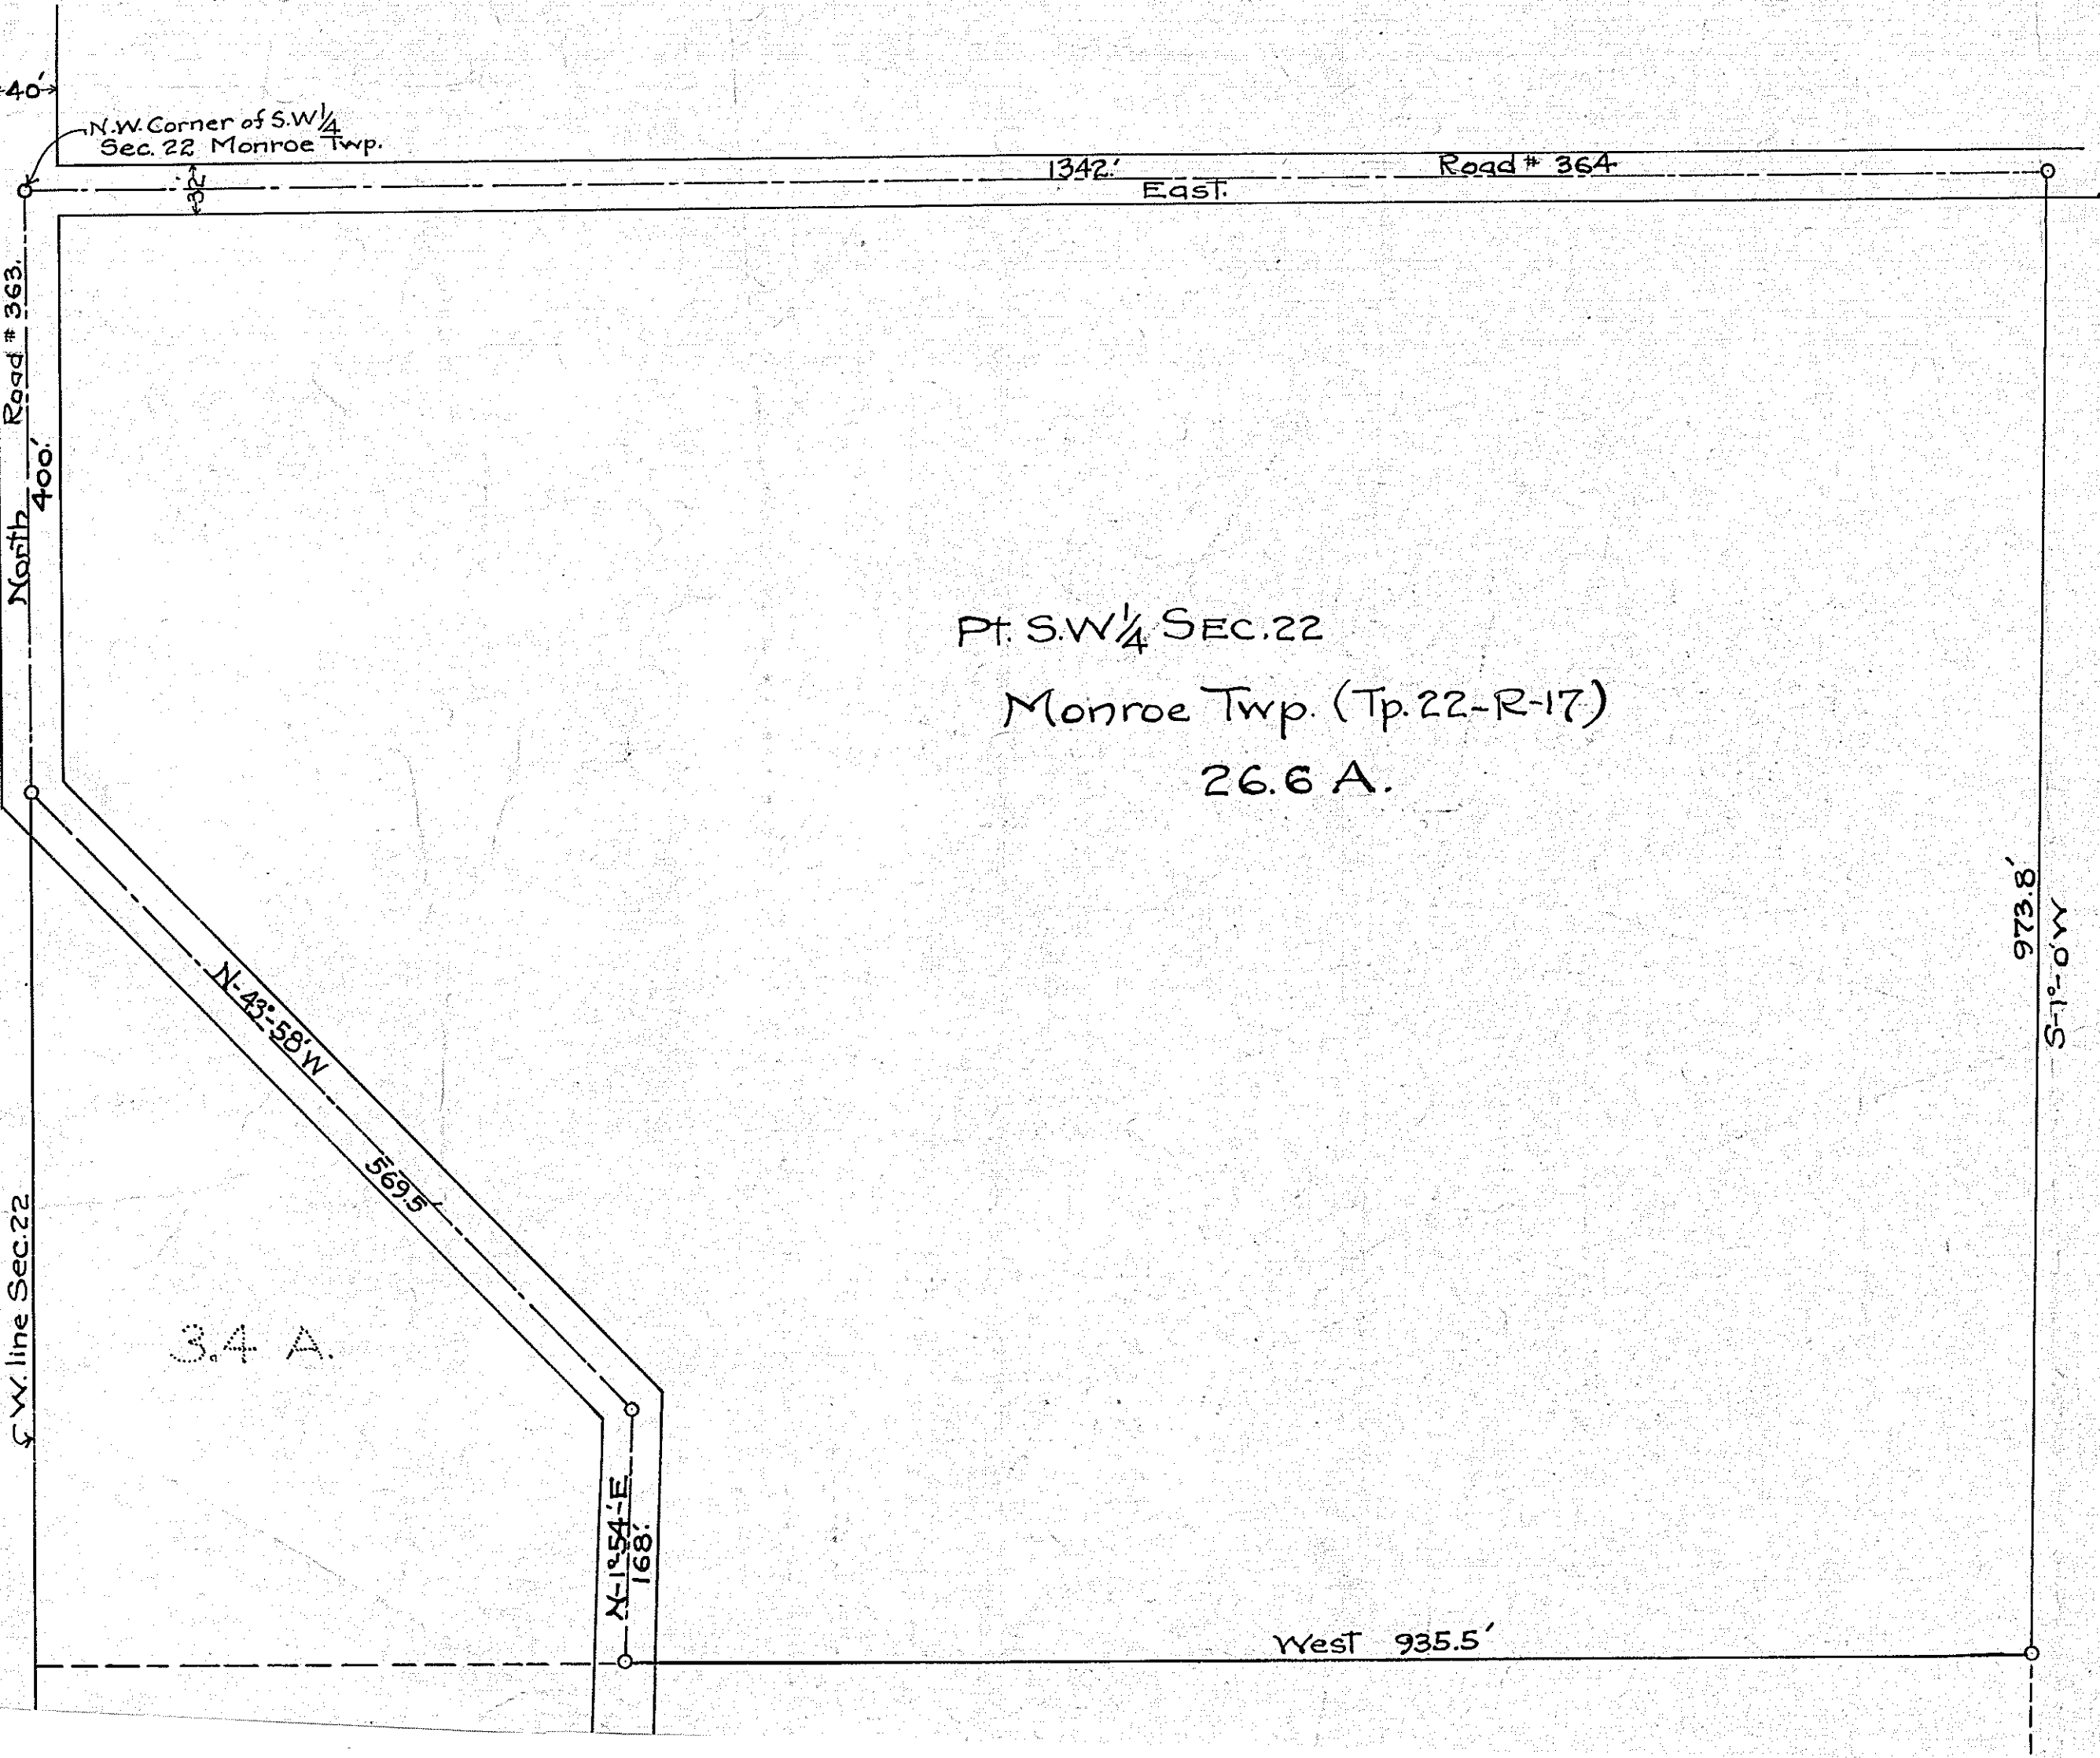 40'
N.W. Corner of S.W 1/4
Sec. 22 Monroe Twp.
32'
1342.'
East.
Road # 364
Road # 363.
North
400.'
Pt. S.W 1/4 SEC. 22
Monroe Twp. (Tp. 22-R-17)
26.6 A.
973.8'
S-1°-0'W
N-43°-58'W
569.5'
W. line Sec. 22
3.4 A.
N-1°54'-E
168.'
West 935.5'